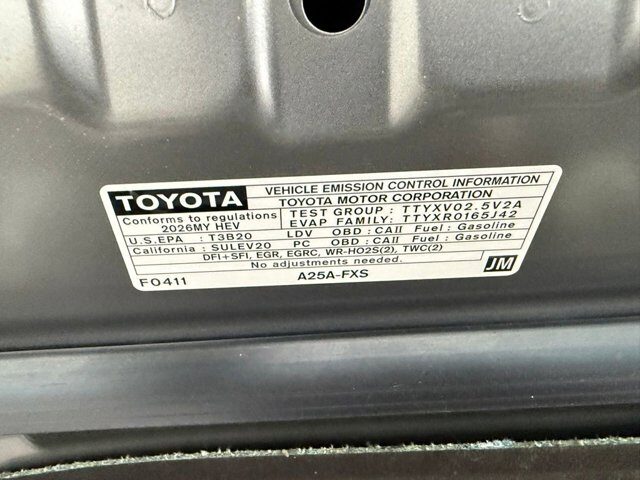 TOYOTA
VEHICLE EMISSION CONTROL INFORMATION
TOYOTA MOTOR CORPORATION
Conforms to regulations
2026MY HEV
TEST GROUP: TTYXV02.5V2A
EVAP FAMILY: TTYXR0165J42
U.S.EPA : T3B20 LDV OBD : CAII Fuel : Gasoline
California : SULEV20 PC OBD : CAII Fuel : Gasoline
DFI+SFI, EGR, EGRC, WR-HO2S(2), TWC(2)
No adjustments needed.
F0411 A25A-FXS JM